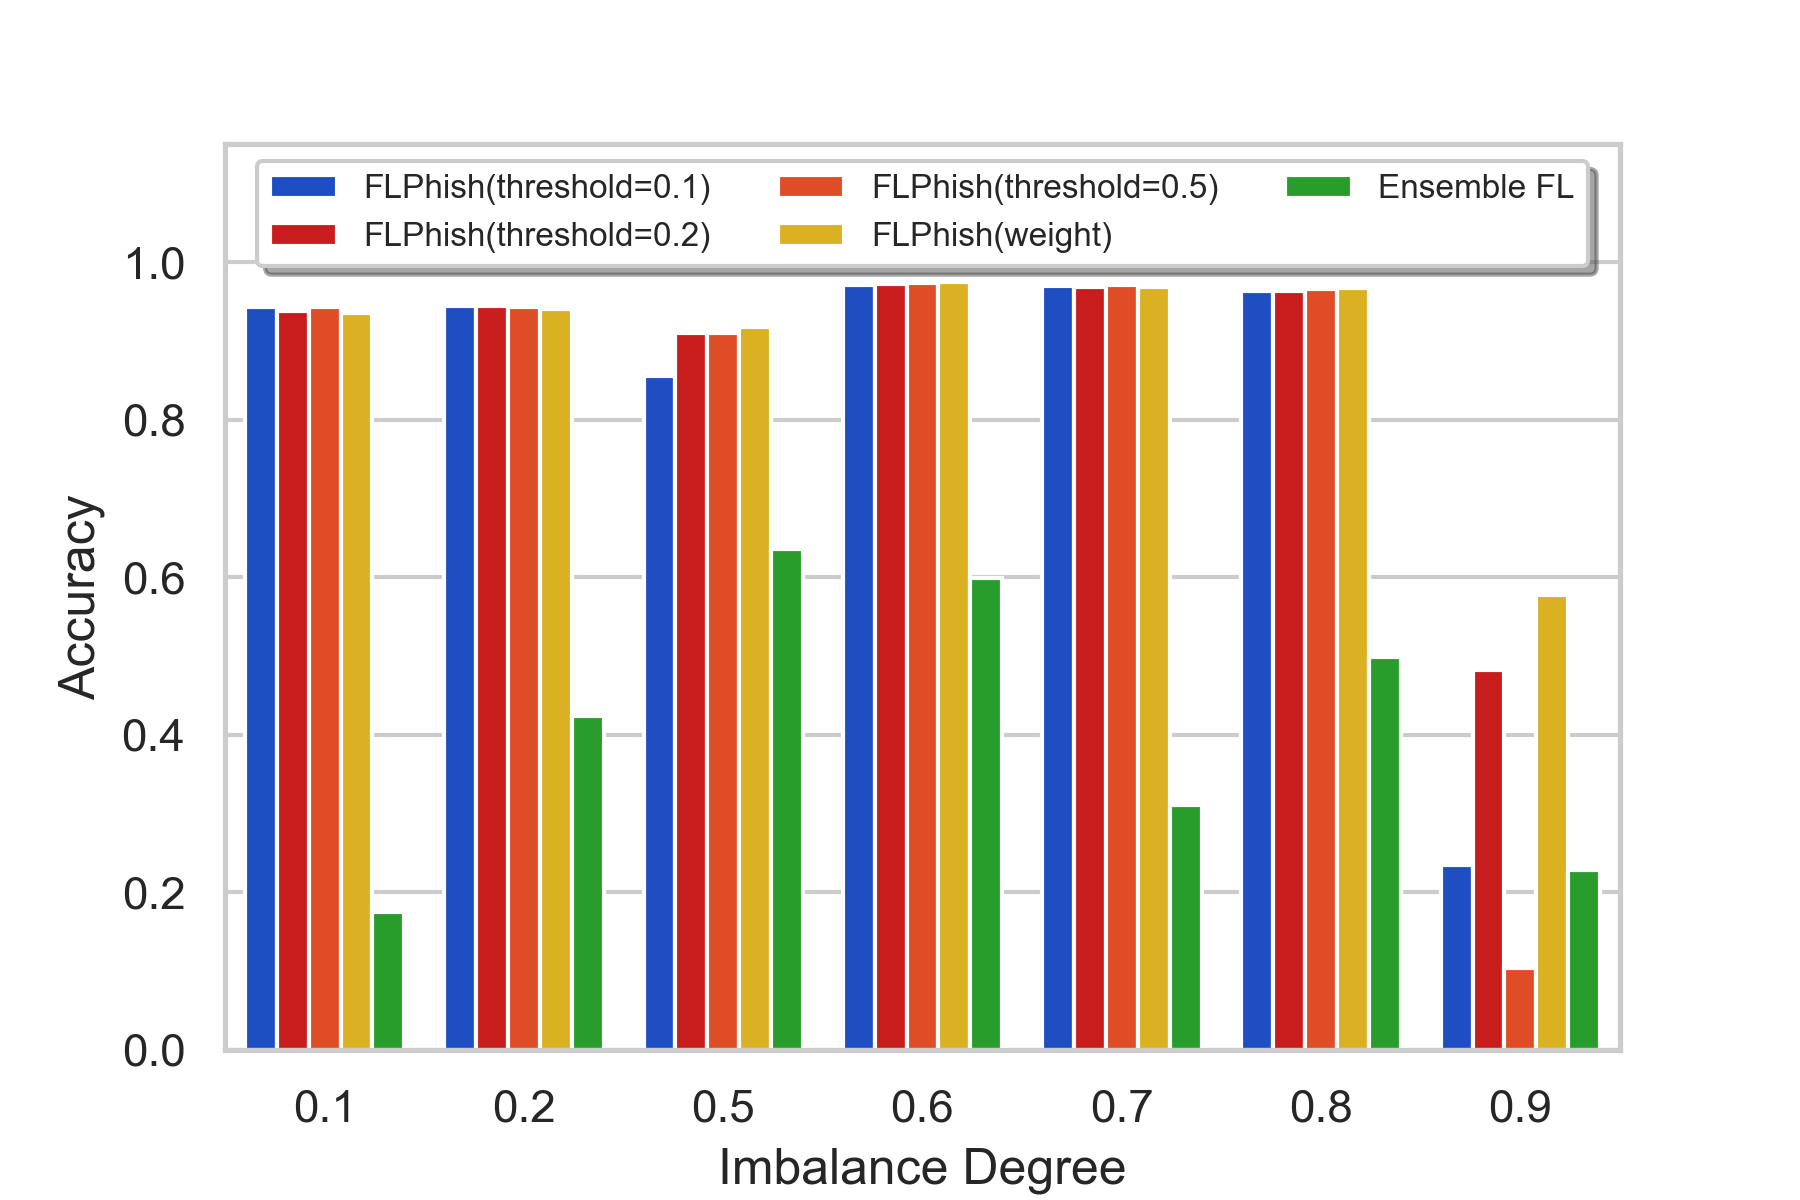 FLPhish(threshold=0.1)
FLPhish(threshold=0.2)
FLPhish(threshold=0.5)
FLPhish(weight)
Ensemble FL
1.0
0.8
0.6
0.4
0.2
0.0
Accuracy
0.1 0.2 0.5 0.6 0.7 0.8 0.9
Imbalance Degree